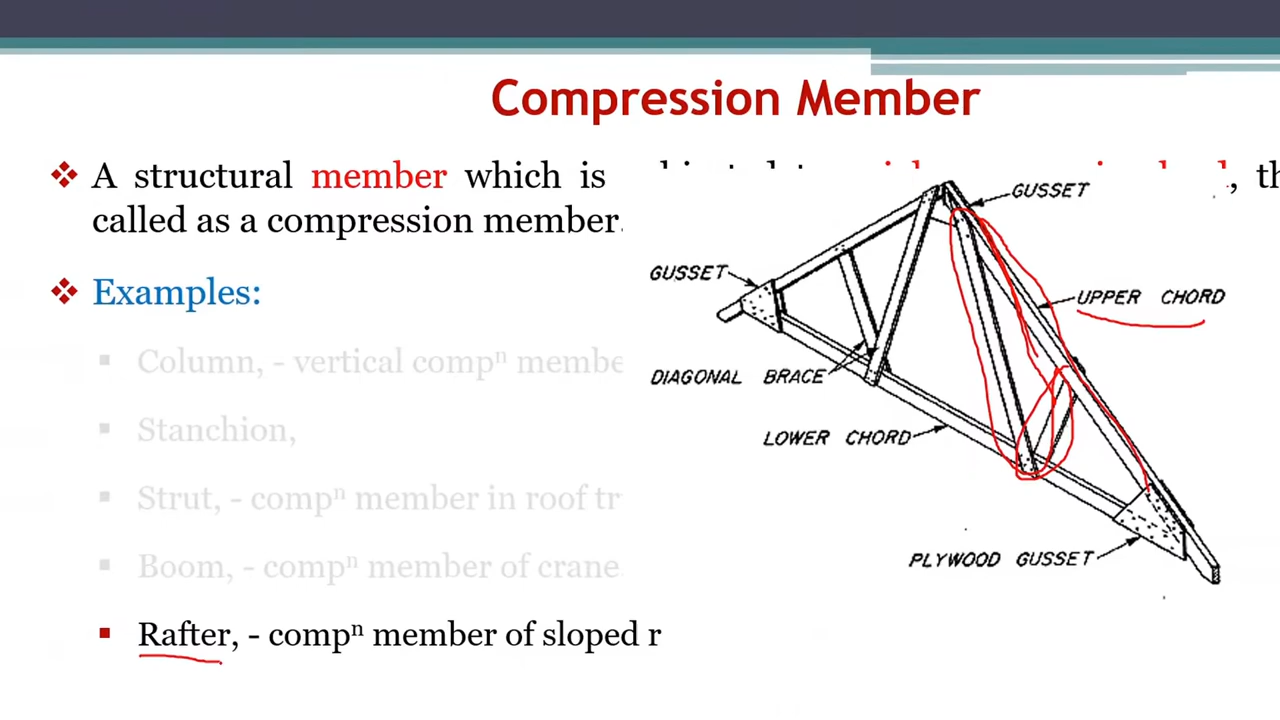 Compression Member
❖ A structural member which is
called as a compression member.
❖ Examples:
▪ Column, - vertical compⁿ membe
▪ Stanchion,
▪ Strut, - compⁿ member in roof tr
▪ Boom, - compⁿ member of crane
▪ Rafter, - compⁿ member of sloped r
GUSSET
GUSSET
UPPER CHORD
DIAGONAL BRACE
LOWER CHORD
PLYWOOD GUSSET